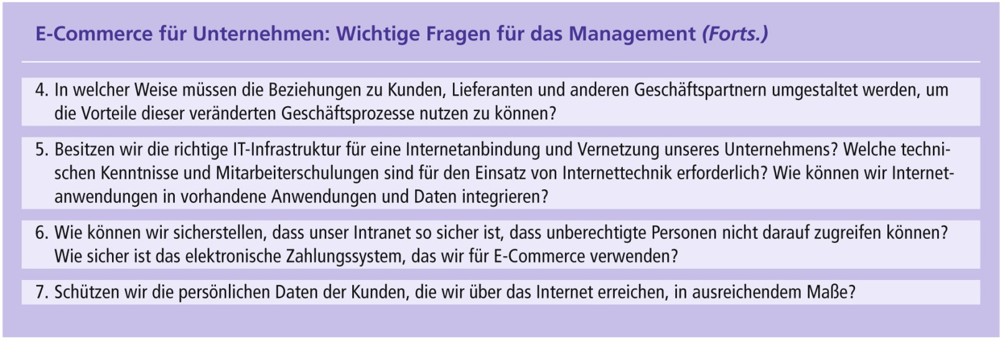 E-Commerce für Unternehmen: Wichtige Fragen für das Management (Forts.)
4. In welcher Weise müssen die Beziehungen zu Kunden, Lieferanten und anderen Geschäftspartnern umgestaltet werden, um
die Vorteile dieser veränderten Geschäftsprozesse nutzen zu können?
5. Besitzen wir die richtige IT-Infrastruktur für eine Internetanbindung und Vernetzung unseres Unternehmens? Welche techni-
schen Kenntnisse und Mitarbeiterschulungen sind für den Einsatz von Internettechnik erforderlich? Wie können wir Internet-
anwendungen in vorhandene Anwendungen und Daten integrieren?
6. Wie können wir sicherstellen, dass unser Intranet so sicher ist, dass unberechtigte Personen nicht darauf zugreifen können?
Wie sicher ist das elektronische Zahlungssystem, das wir für E-Commerce verwenden?
7. Schützen wir die persönlichen Daten der Kunden, die wir über das Internet erreichen, in ausreichendem Maße?